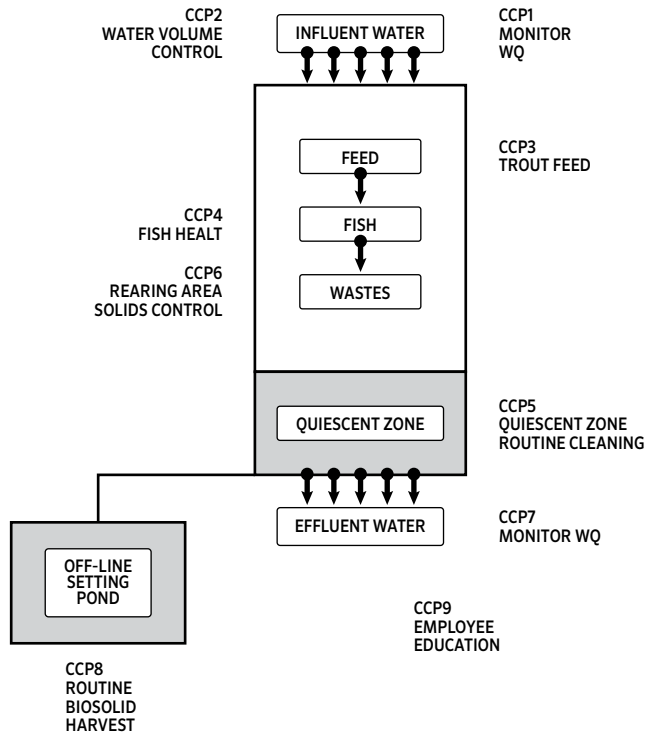 CCP2
WATER VOLUME
CONTROL
INFLUENT WATER
CCP1
MONITOR
WQ
FEED
CCP3
TROUT FEED
CCP4
FISH HEALT
FISH
CCP6
REARING AREA
SOLIDS CONTROL
WASTES
QUIESCENT ZONE
CCP5
QUIESCENT ZONE
ROUTINE CLEANING
EFFLUENT WATER
CCP7
MONITOR WQ
OFF-LINE
SETTING
POND
CCP9
EMPLOYEE
EDUCATION
CCP8
ROUTINE
BIOSOLID
HARVEST